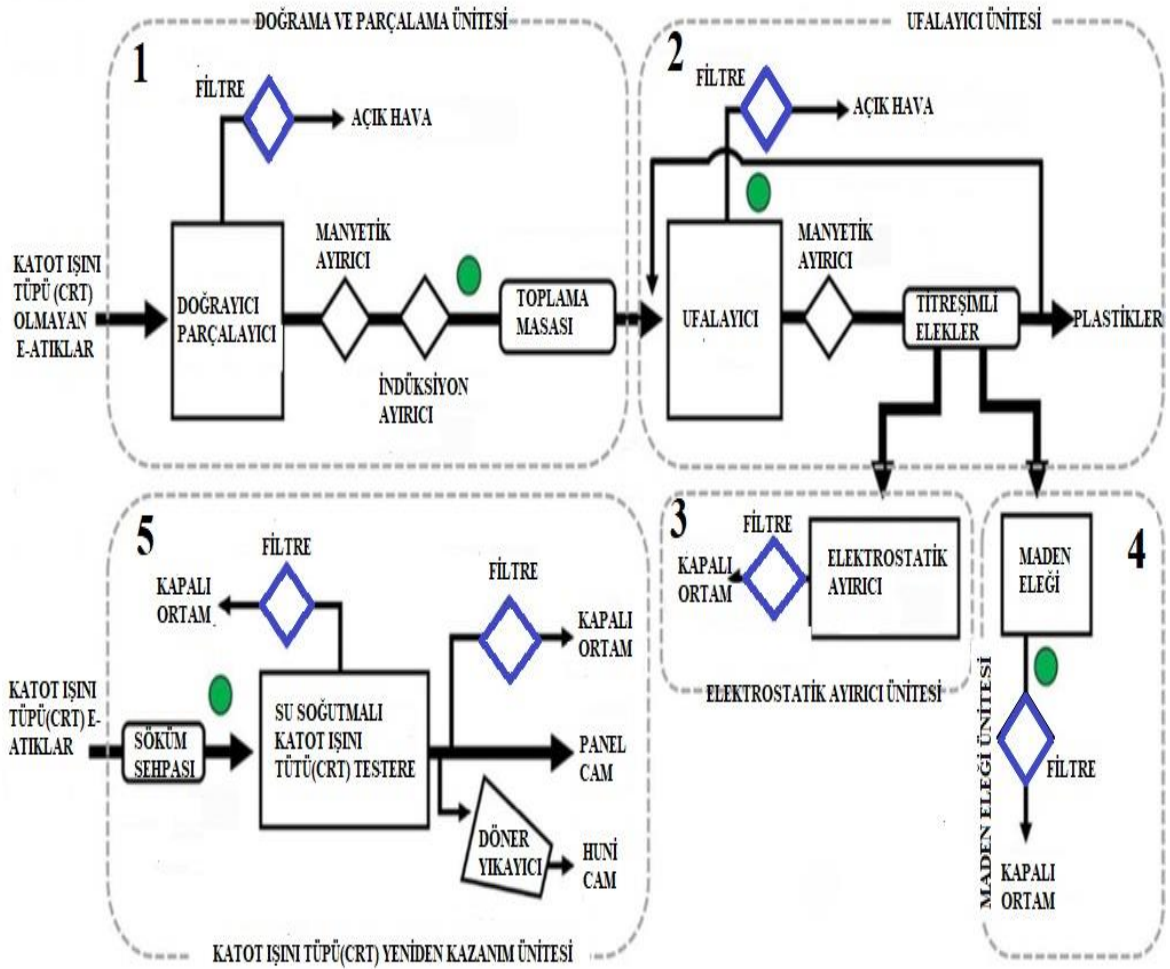 DOĞRAMA VE PARÇALAMA ÜNİTESİ
1
FİLTRE
AÇIK HAVA
KATOT IŞINI
TÜPÜ (CRT)
OLMAYAN
E-ATIKLAR
DOĞRAYICI
PARÇALAYICI
MANYETİK
AYIRICI
İNDÜKSİYON
AYIRICI
TOPLAMA
MASASI
UFALAYICI ÜNİTESİ
2
FİLTRE
AÇIK HAVA
UFALAYICI
MANYETİK
AYIRICI
TİTREŞİMLİ
ELEKLER
PLASTİKLER
3
FİLTRE
KAPALI
ORTAM
ELEKTROSTATİK
AYIRICI
ELEKTROSTATİK AYIRICI ÜNİTESİ
4
MADEN
ELEĞİ
FİLTRE
KAPALI
ORTAM
MADEN ELEĞİ ÜNİTESİ
5
FİLTRE
KAPALI
ORTAM
FİLTRE
KAPALI
ORTAM
KATOT IŞINI
TÜPÜ(CRT) E-
ATIKLAR
SÖKÜM
SEHPASI
SU SOĞUTMALI
KATOT IŞINI
TÜTÜ(CRT) TESTERE
PANEL
CAM
DÖNER
YIKAYICI
HUNİ
CAM
KATOT IŞINI TÜPÜ(CRT) YENİDEN KAZANIM ÜNİTESİ